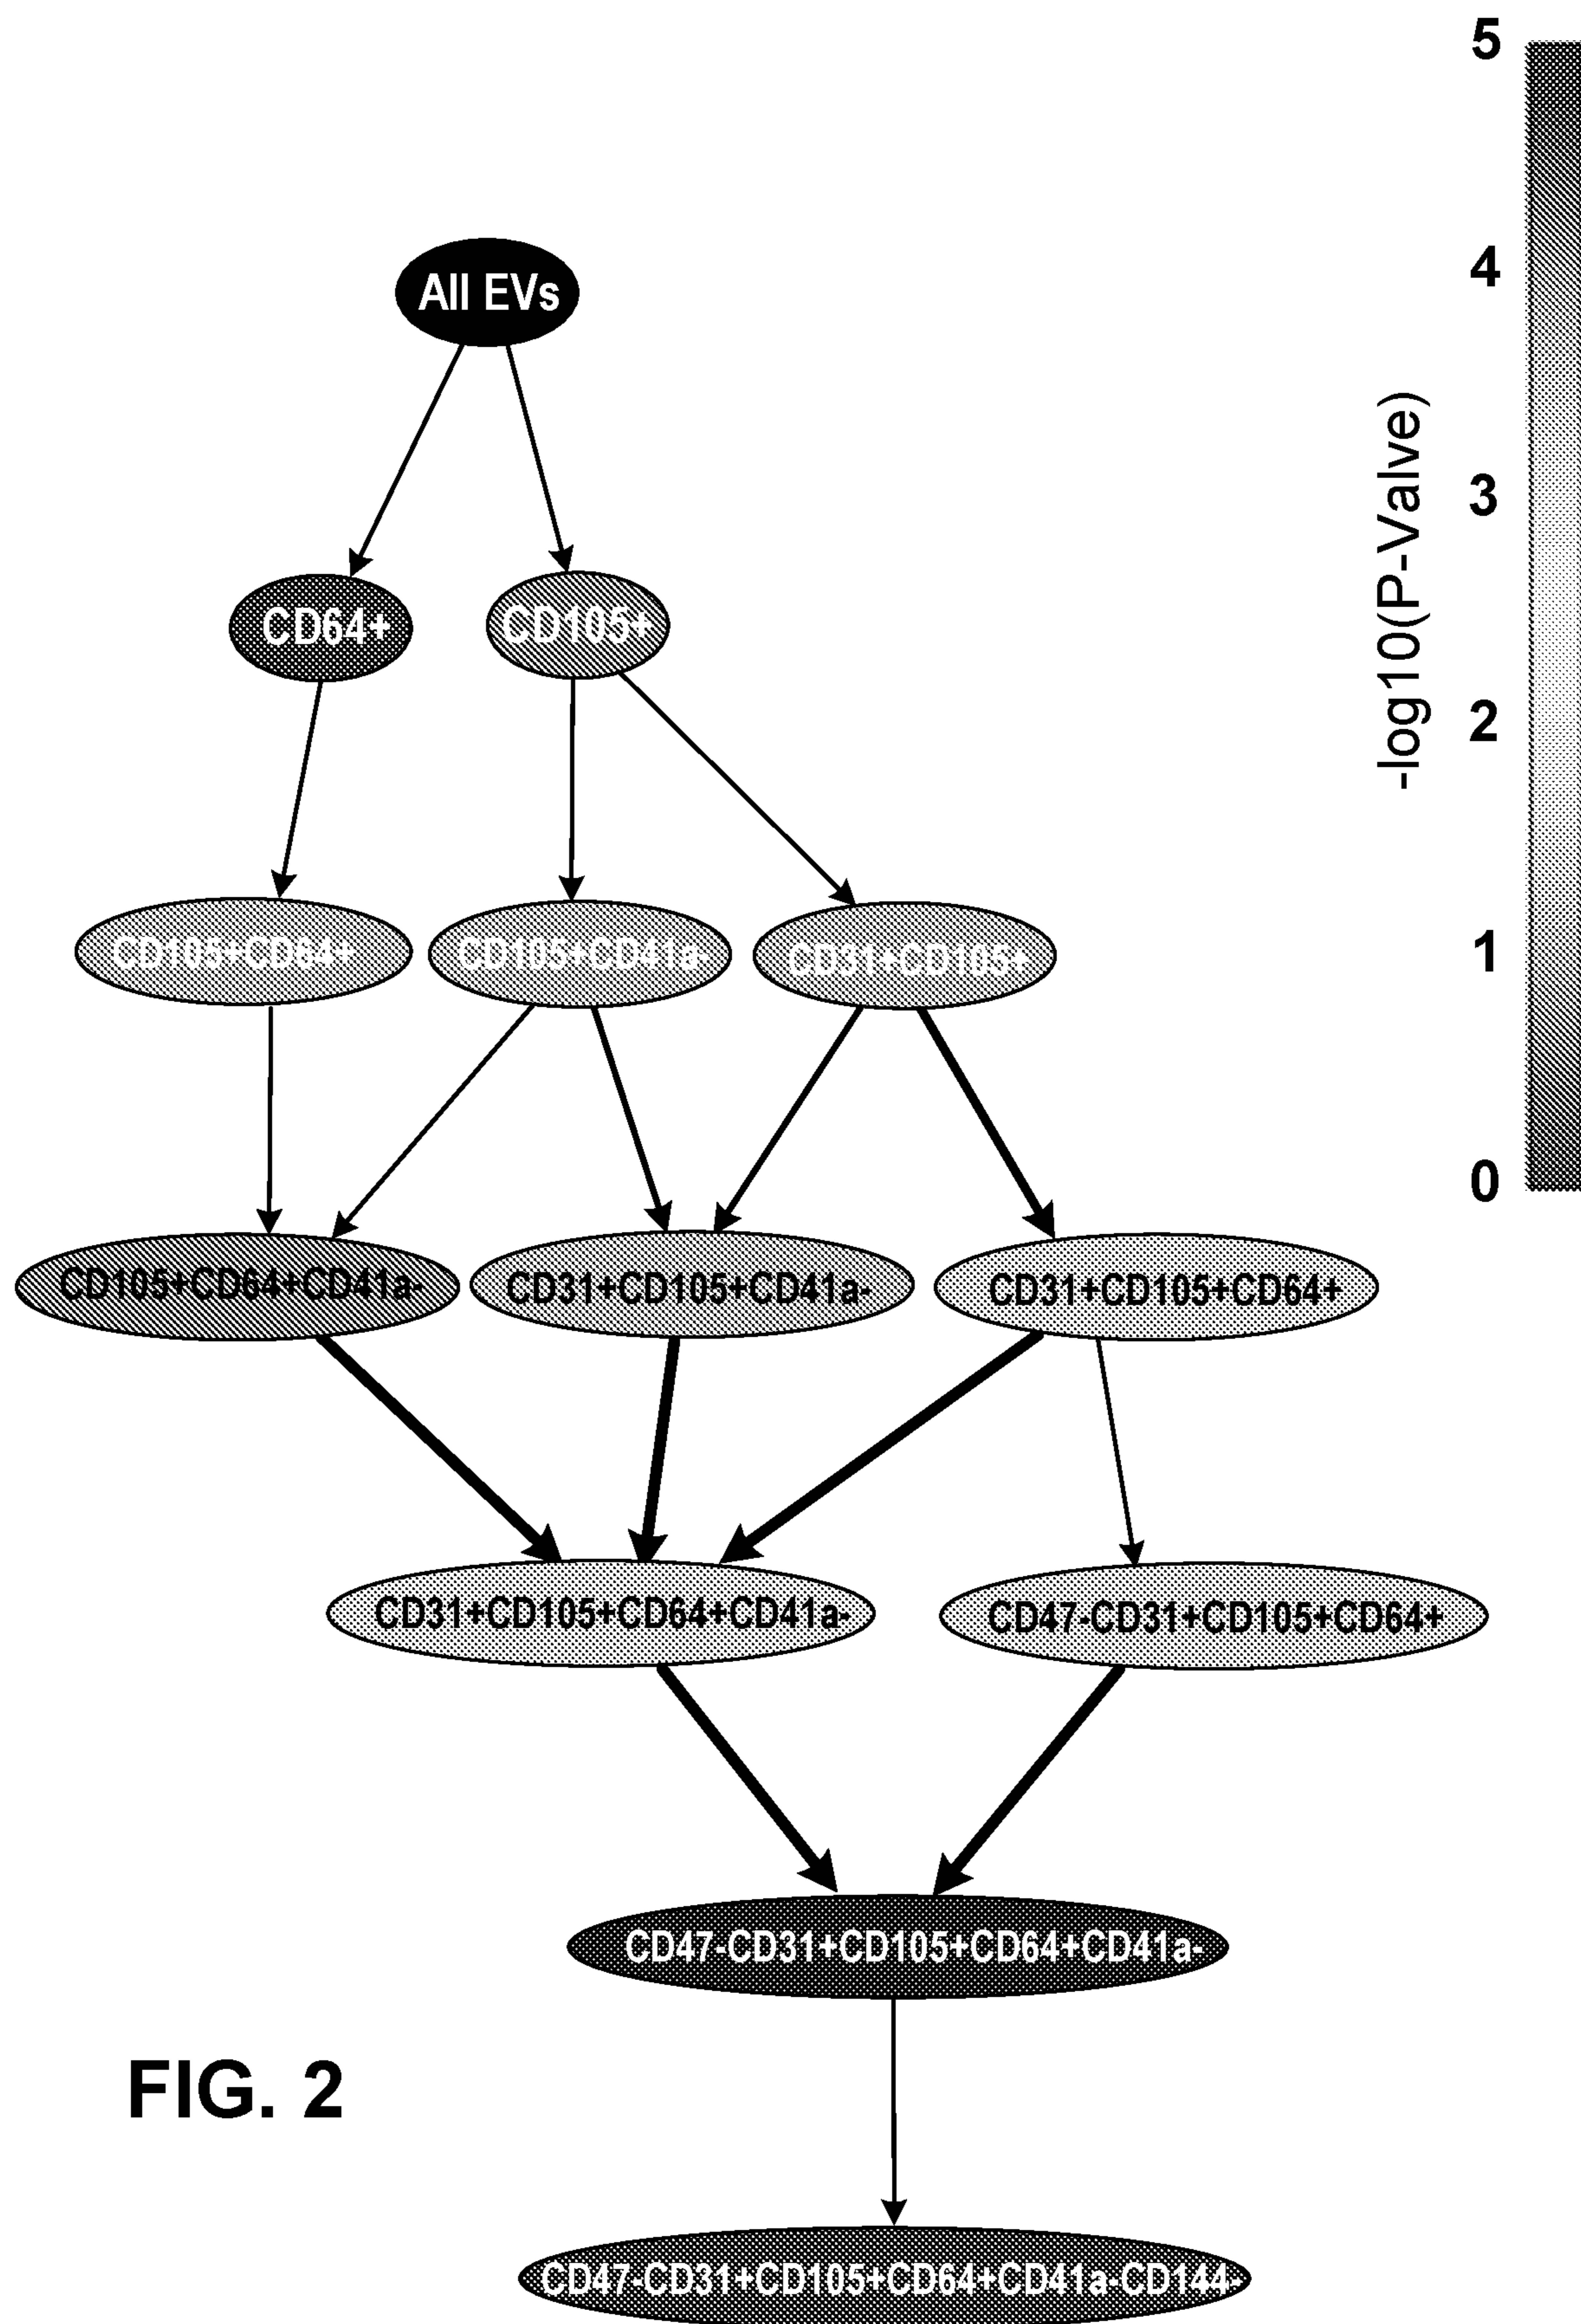 5
4
3
2
1
0
-log10(P-Valve)
All EVs
CD64+
CD105+
CD105+CD64+
CD105+CD41a-
CD31+CD105+
CD105+CD64+CD41a-
CD31+CD105+CD41a-
CD31+CD105+CD64+
CD31+CD105+CD64+CD41a-
CD47-CD31+CD105+CD64+
CD47-CD31+CD105+CD64+CD41a-
FIG. 2
CD47-CD31+CD105+CD64+CD41a-CD144-